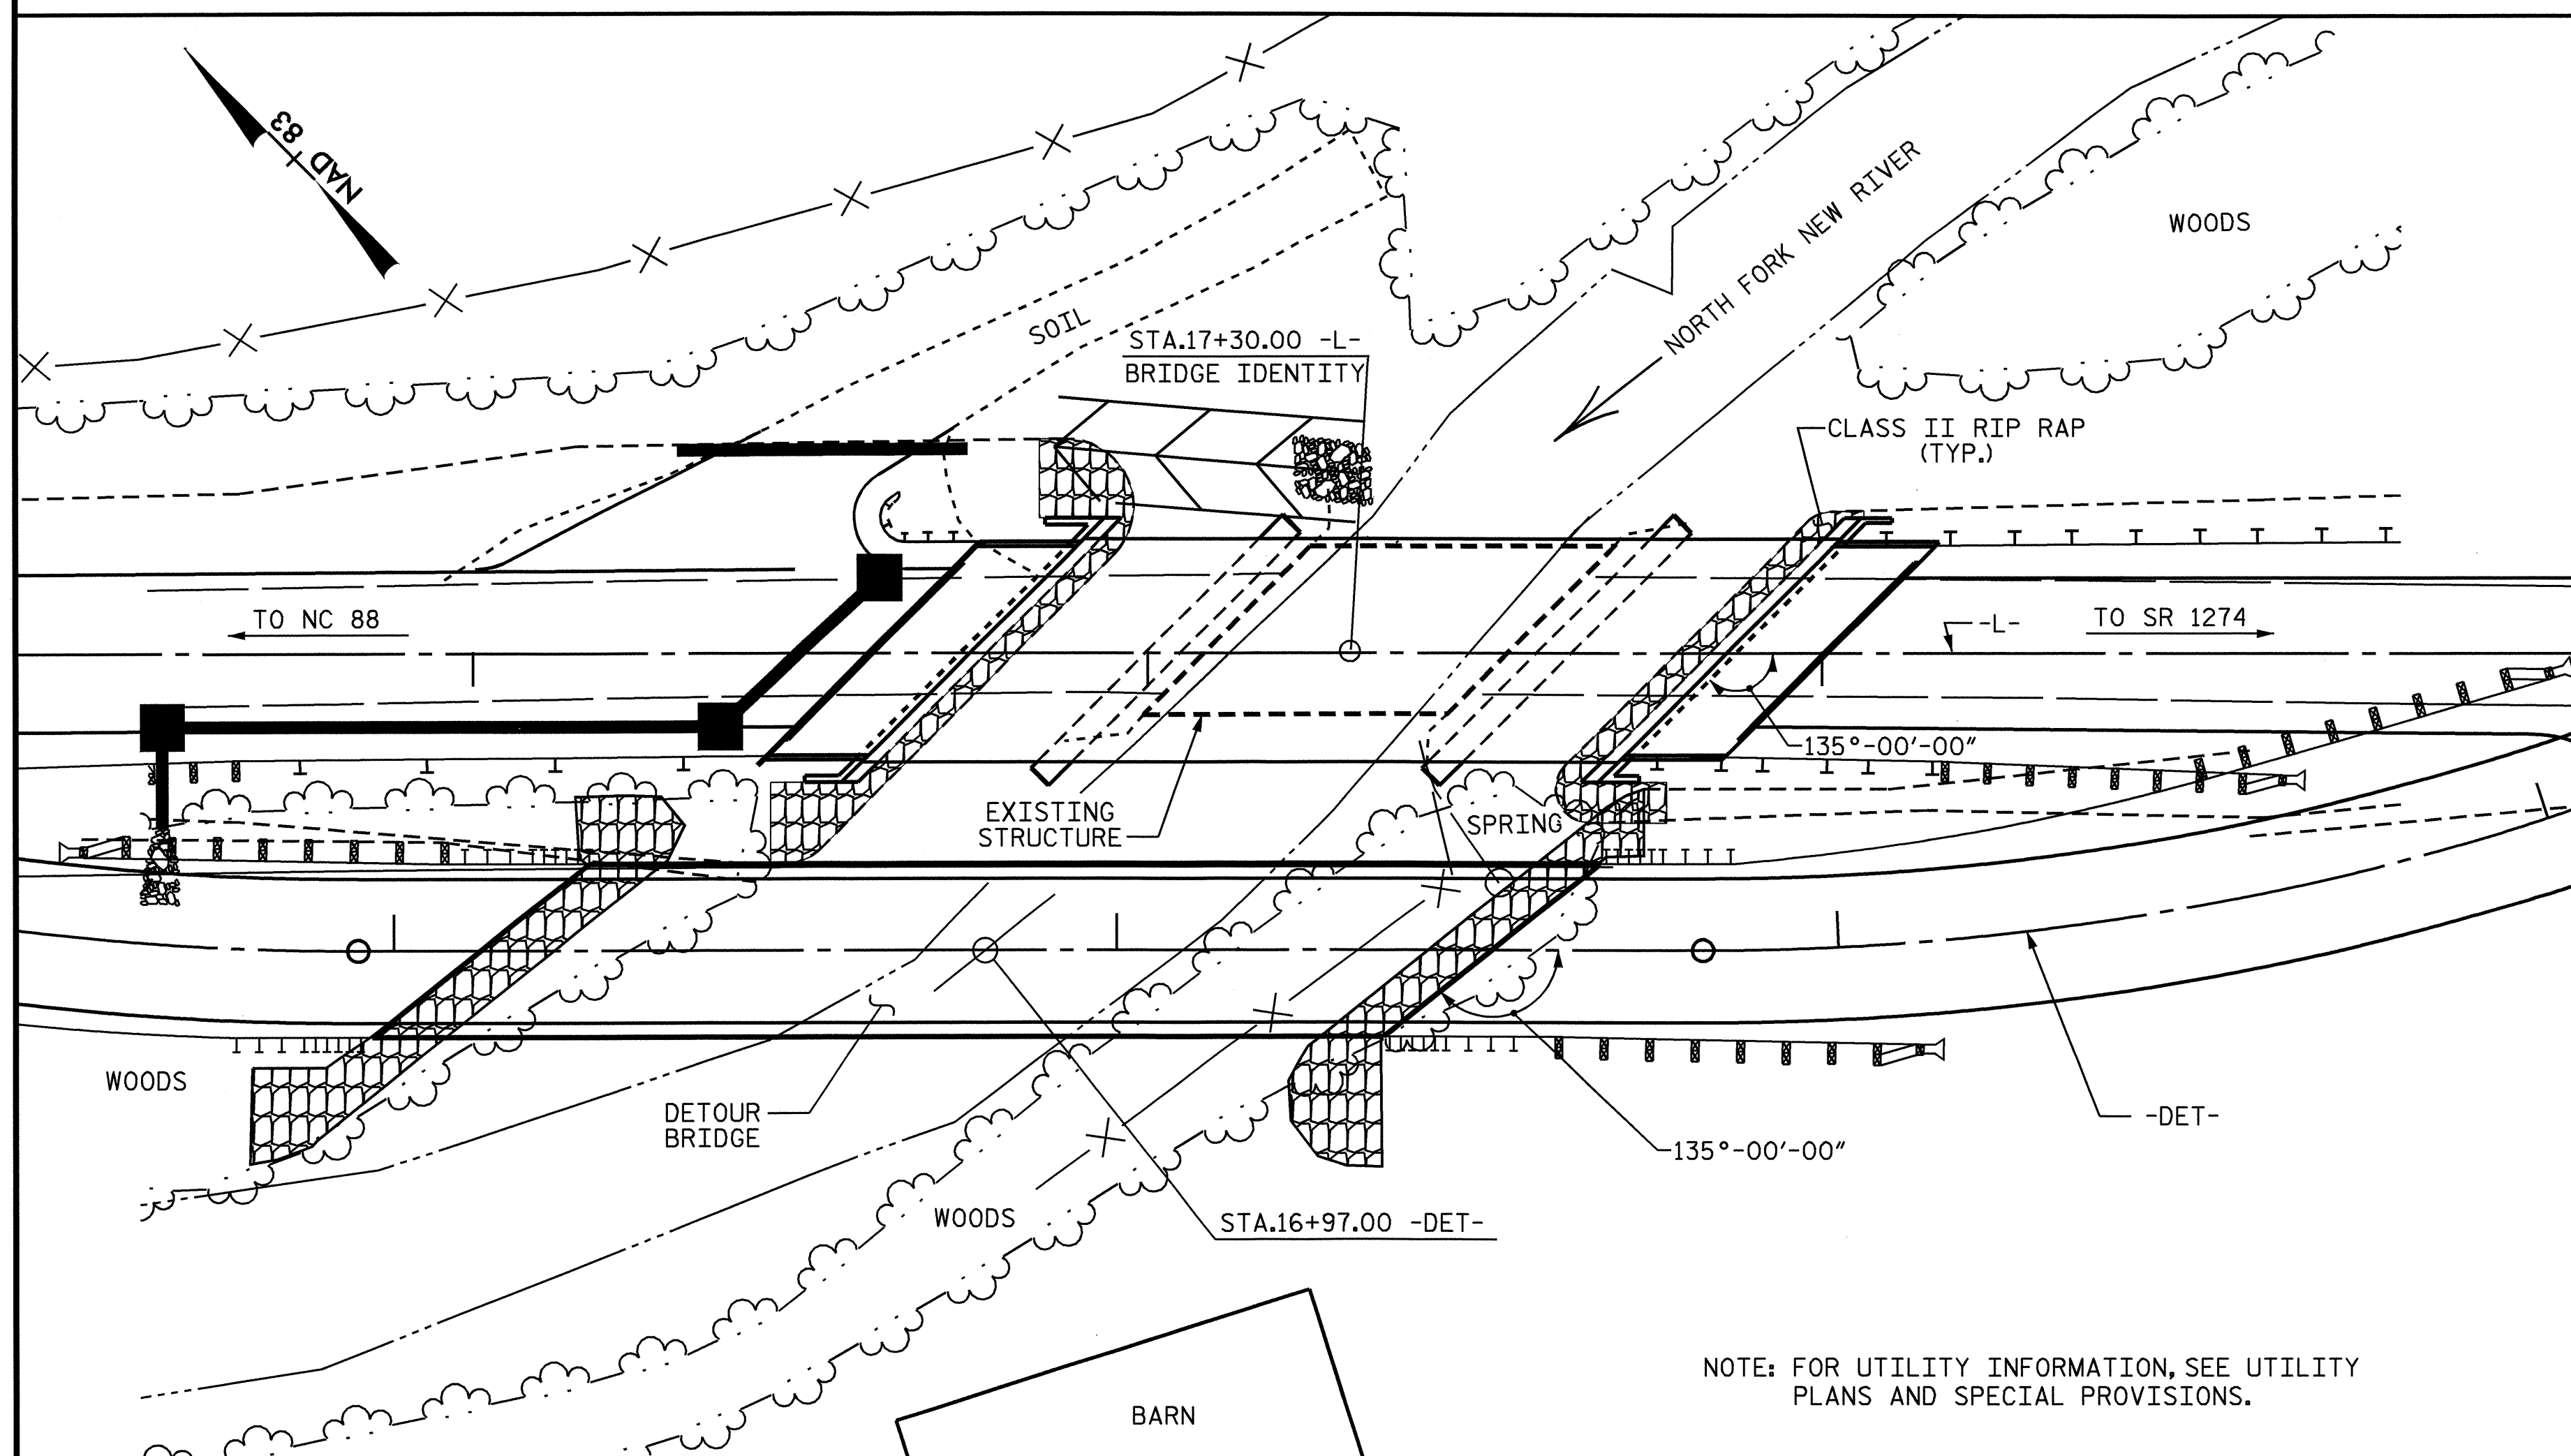 NAD 83
SOIL
STA.17+30.00 -L-
BRIDGE IDENTITY
NORTH FORK NEW RIVER
WOODS
CLASS II RIP RAP
(TYP.)
TO NC 88
-L-
TO SR 1274
135°-00'-00"
EXISTING
STRUCTURE
SPRING
WOODS
DETOUR
BRIDGE
-DET-
135°-00'-00"
WOODS
STA.16+97.00 -DET-
NOTE: FOR UTILITY INFORMATION, SEE UTILITY
PLANS AND SPECIAL PROVISIONS.
BARN